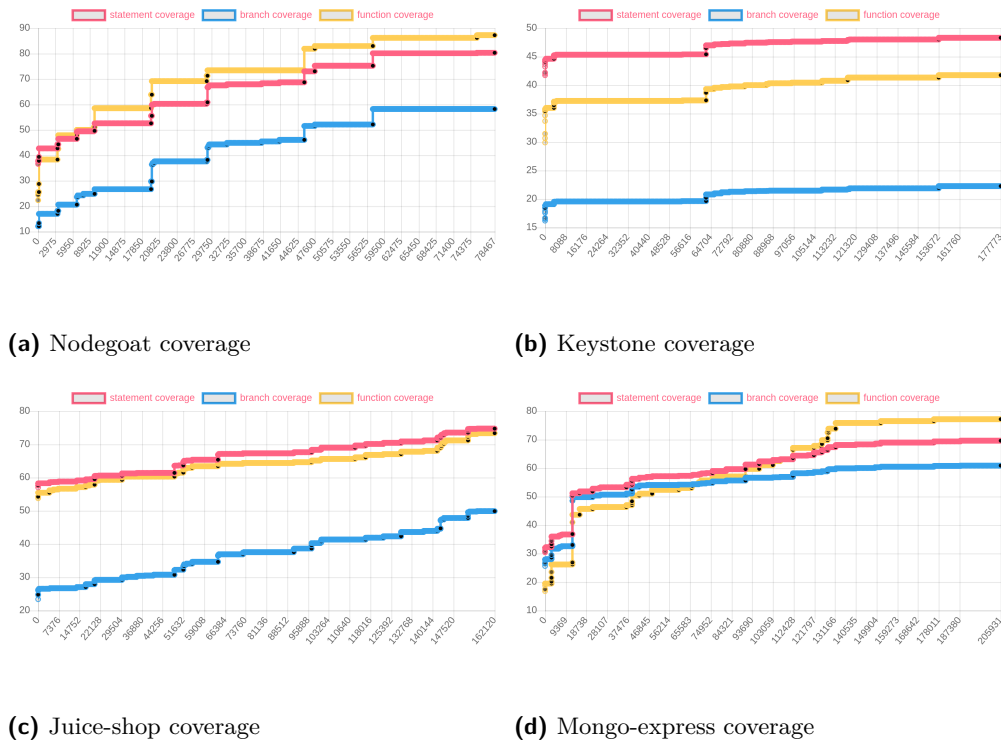 statement coverage branch coverage function coverage
90
80
70
60
50
40
30
20
10
0 2975 5950 8925 11900 14875 17850 20825 23800 26775 29750 32725 35700 38675 41650 44625 47600 50575 53550 56525 59500 62475 65450 68425 71400 74375 78467
(a) Nodegoat coverage
statement coverage branch coverage function coverage
50
45
40
35
30
25
20
15
0 8088 16176 24264 32352 40440 48528 56616 64704 72792 80880 88968 97056 105144 113232 121320 129408 137496 145584 153672 161760 177773
(b) Keystone coverage
statement coverage branch coverage function coverage
80
70
60
50
40
30
20
0 7376 14752 22128 29504 36880 44256 51632 59008 66384 73760 81136 88512 95888 103264 110640 118016 125392 132768 140144 147520 162120
(c) Juice-shop coverage
statement coverage branch coverage function coverage
80
70
60
50
40
30
20
10
0 9369 18738 28107 37476 46845 56214 65583 74952 84321 93690 103059 112428 121797 131166 140535 149904 159273 168642 178011 187380 205931
(d) Mongo-express coverage